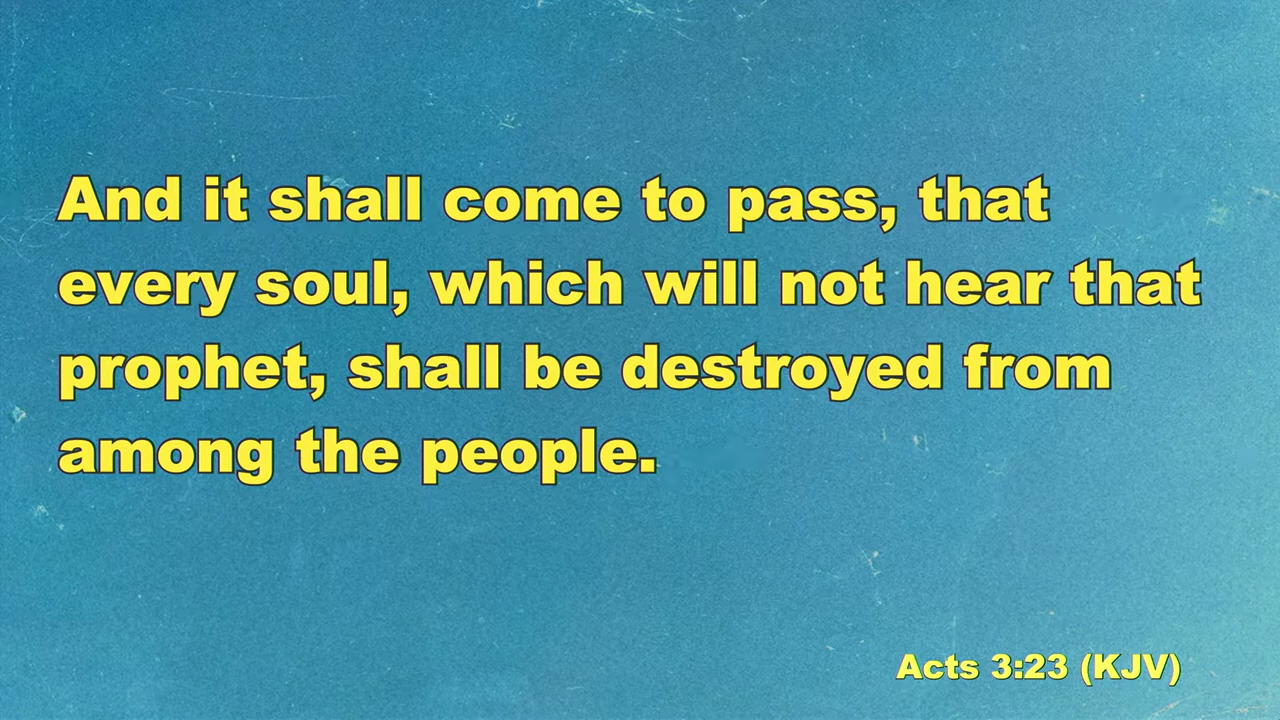 And it shall come to pass, that
every soul, which will not hear that
prophet, shall be destroyed from
among the people.
Acts 3:23 (KJV)